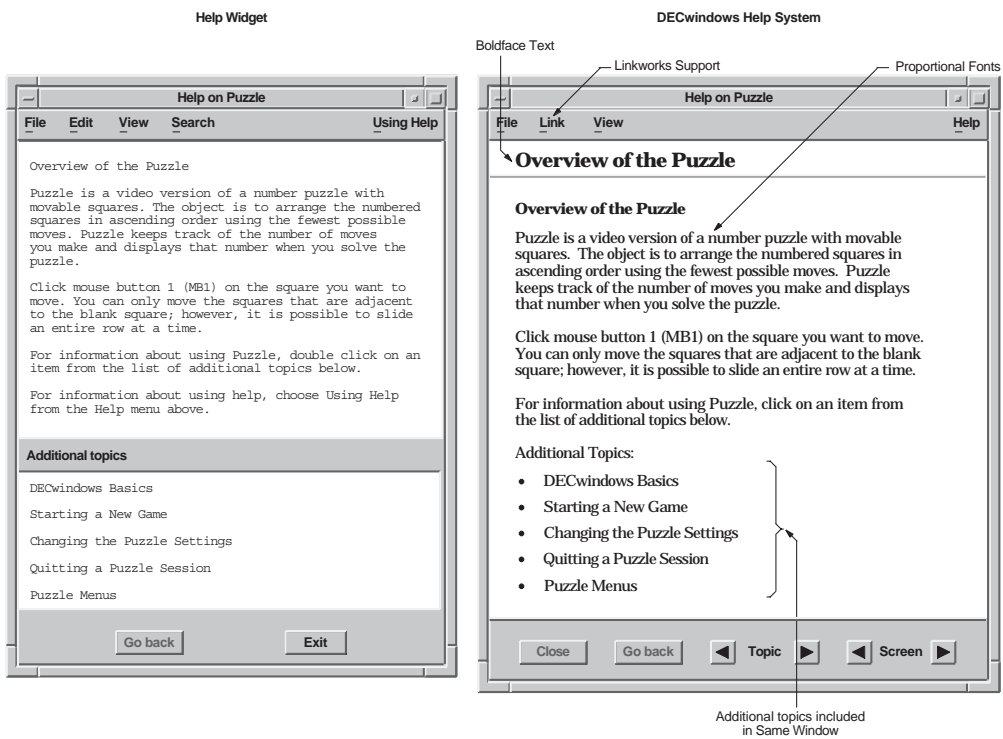 Help Widget
Help on Puzzle
File Edit View Search Using Help
Overview of the Puzzle
Puzzle is a video version of a number puzzle with
movable squares. The object is to arrange the numbered
squares in ascending order using the fewest possible
moves. Puzzle keeps track of the number of moves
you make and displays that number when you solve the
puzzle.
Click mouse button 1 (MB1) on the square you want to
move. You can only move the squares that are adjacent
to the blank square; however, it is possible to slide
an entire row at a time.
For information about using Puzzle, double click on an
item from the list of additional topics below.
For information about using help, choose Using Help
from the Help menu above.
Additional topics
DECwindows Basics
Starting a New Game
Changing the Puzzle Settings
Quitting a Puzzle Session
Puzzle Menus
Go back Exit
DECwindows Help System
Boldface Text
Linkworks Support
Proportional Fonts
Help on Puzzle
File Link View Help
Overview of the Puzzle
Overview of the Puzzle
Puzzle is a video version of a number puzzle with movable
squares. The object is to arrange the numbered squares in
ascending order using the fewest possible moves. Puzzle
keeps track of the number of moves you make and displays
that number when you solve the puzzle.
Click mouse button 1 (MB1) on the square you want to move.
You can only move the squares that are adjacent to the blank
square; however, it is possible to slide an entire row at a time.
For information about using Puzzle, click on an item from
the list of additional topics below.
Additional Topics:
• DECwindows Basics
• Starting a New Game
• Changing the Puzzle Settings
• Quitting a Puzzle Session
• Puzzle Menus
Close Go back Topic Screen
Additional topics included
in Same Window